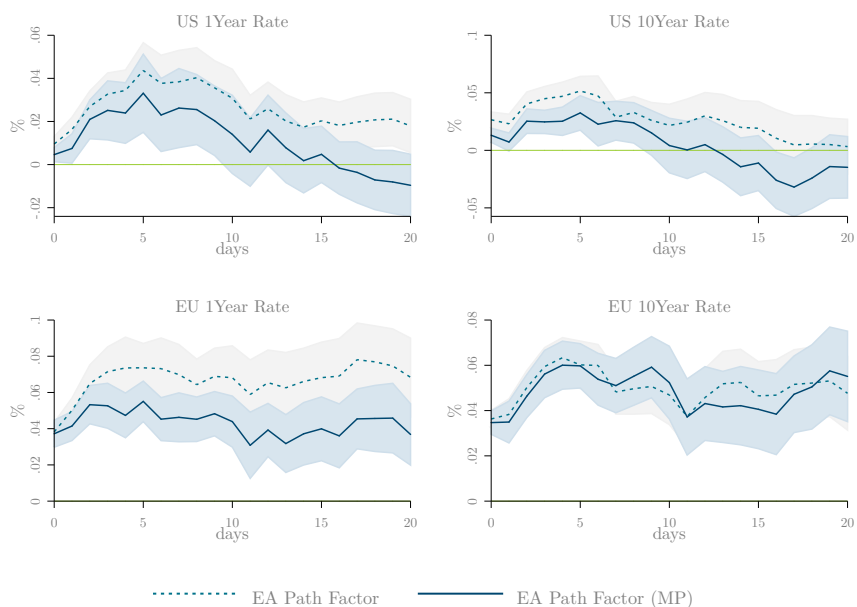 US 1Year Rate
US 10Year Rate
.06
.04
.02
0
-.02
%
0 5 10 15 20
days
.1
.05
0
-.05
%
0 5 10 15 20
days
EU 1Year Rate
EU 10Year Rate
.1
.08
.06
.04
.02
0
%
0 5 10 15 20
days
.08
.06
.04
.02
0
%
0 5 10 15 20
days
EA Path Factor
EA Path Factor (MP)